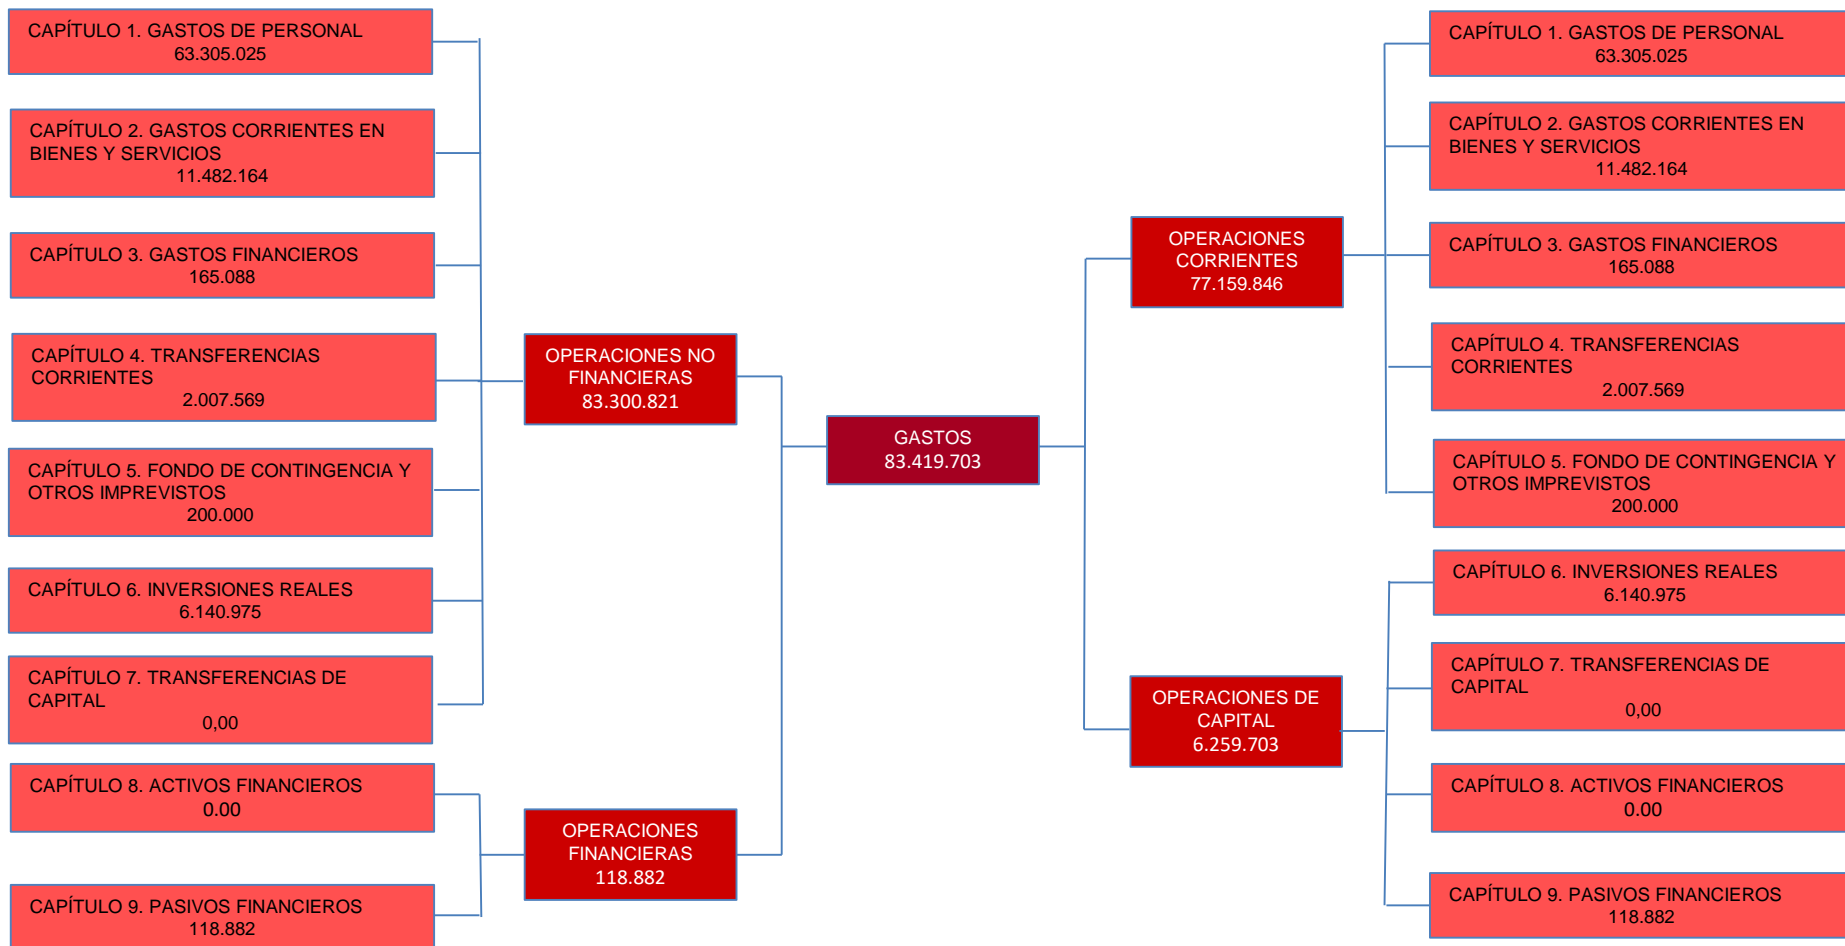 CAPÍTULO 1. GASTOS DE PERSONAL
63.305.025
CAPÍTULO 2. GASTOS CORRIENTES EN
BIENES Y SERVICIOS
11.482.164
CAPÍTULO 3. GASTOS FINANCIEROS
165.088
CAPÍTULO 4. TRANSFERENCIAS
CORRIENTES
2.007.569
CAPÍTULO 5. FONDO DE CONTINGENCIA Y
OTROS IMPREVISTOS
200.000
CAPÍTULO 6. INVERSIONES REALES
6.140.975
CAPÍTULO 7. TRANSFERENCIAS DE
CAPITAL
0,00
CAPÍTULO 8. ACTIVOS FINANCIEROS
0.00
CAPÍTULO 9. PASIVOS FINANCIEROS
118.882
OPERACIONES NO
FINANCIERAS
83.300.821
OPERACIONES
FINANCIERAS
118.882
GASTOS
83.419.703
OPERACIONES
CORRIENTES
77.159.846
OPERACIONES DE
CAPITAL
6.259.703
CAPÍTULO 1. GASTOS DE PERSONAL
63.305.025
CAPÍTULO 2. GASTOS CORRIENTES EN
BIENES Y SERVICIOS
11.482.164
CAPÍTULO 3. GASTOS FINANCIEROS
165.088
CAPÍTULO 4. TRANSFERENCIAS
CORRIENTES
2.007.569
CAPÍTULO 5. FONDO DE CONTINGENCIA Y
OTROS IMPREVISTOS
200.000
CAPÍTULO 6. INVERSIONES REALES
6.140.975
CAPÍTULO 7. TRANSFERENCIAS DE
CAPITAL
0,00
CAPÍTULO 8. ACTIVOS FINANCIEROS
0.00
CAPÍTULO 9. PASIVOS FINANCIEROS
118.882